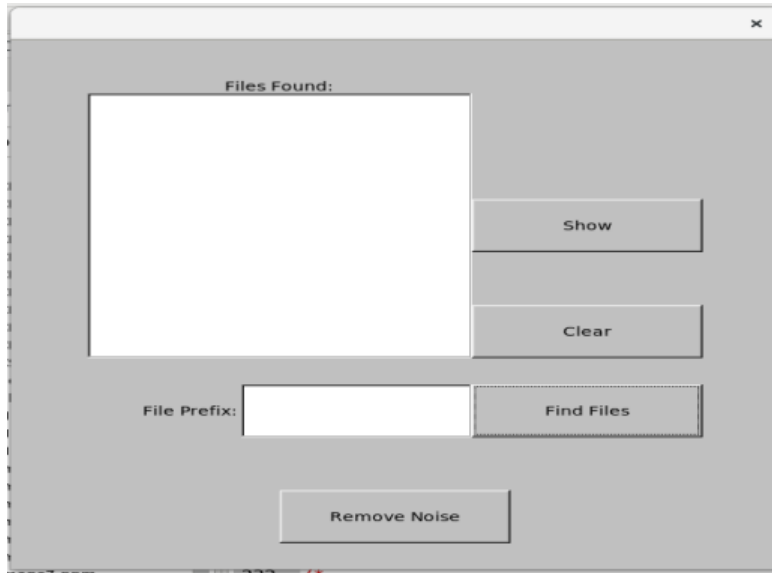 ×
Files Found:
Show
Clear
File Prefix:
Find Files
Remove Noise